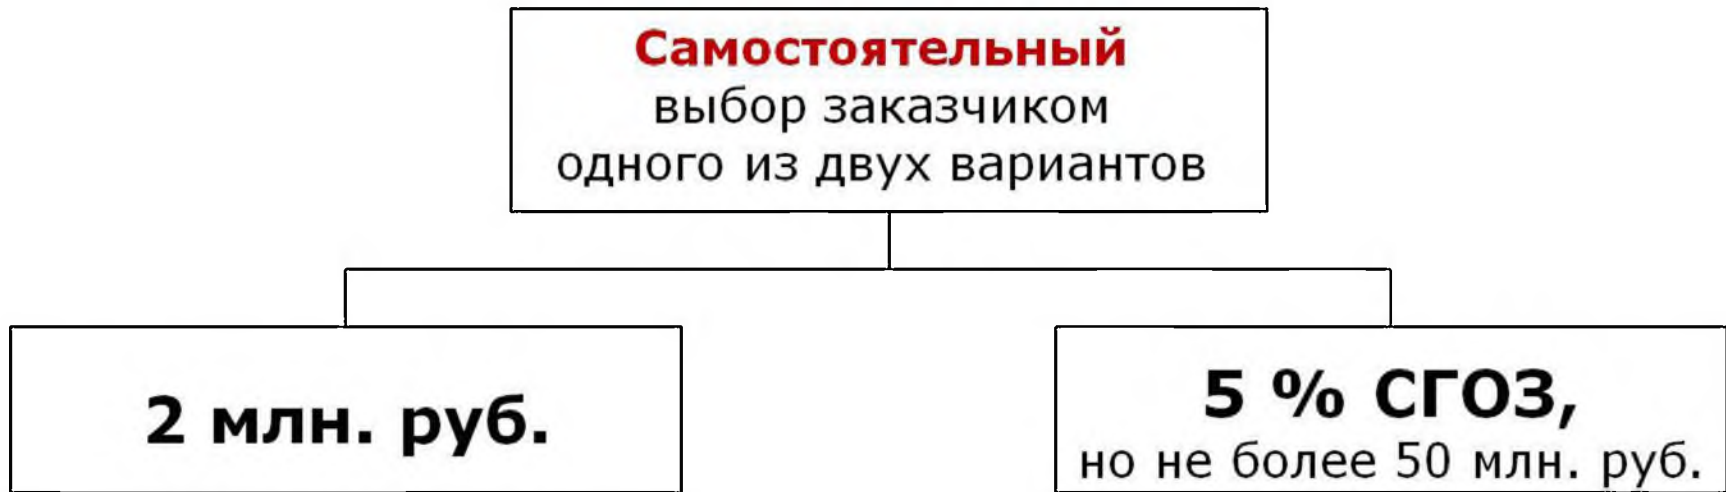 Самостоятельный
выбор заказчиком
одного из двух вариантов
2 млн. руб.
5 % СГОЗ,
но не более 50 млн. руб.